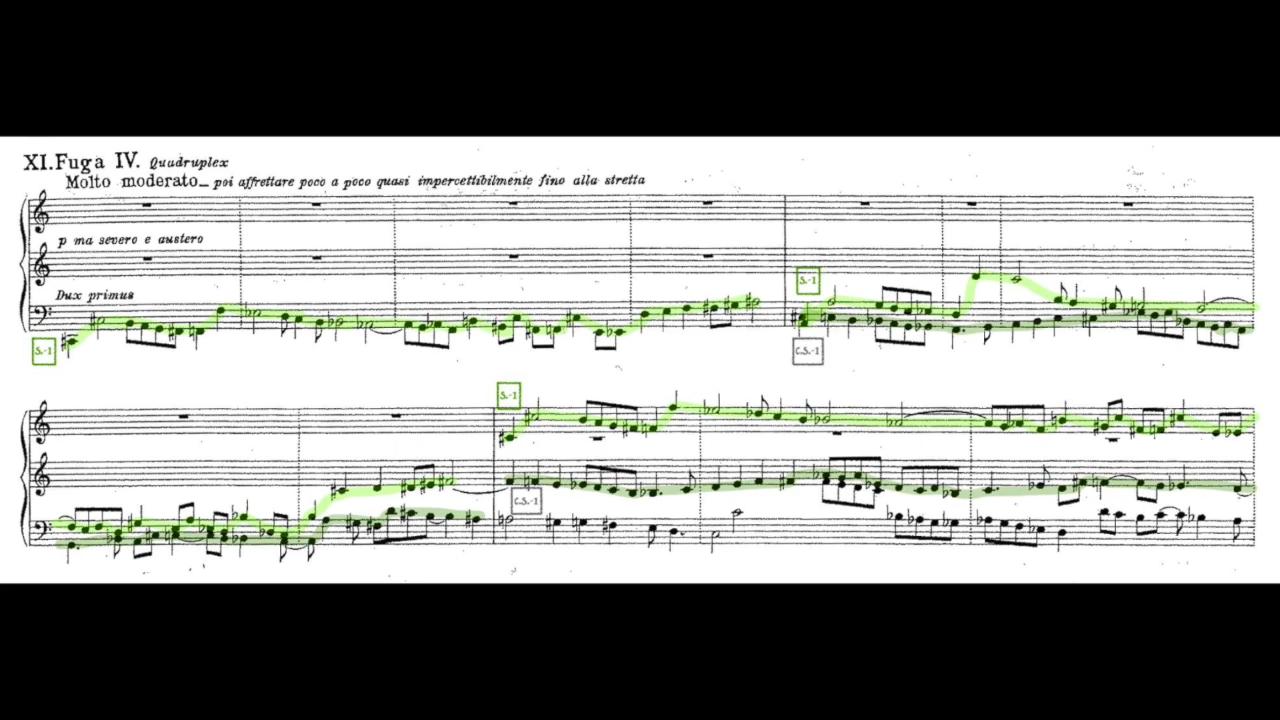 XI. Fuga IV. Quadruplex
Molto moderato_ poi affrettare poco a poco quasi impercettibilmente fino alla stretta
p ma severo e austero
Dux primus
S.-1
S.-1
C.S.-1
S.-1
C.S.-1